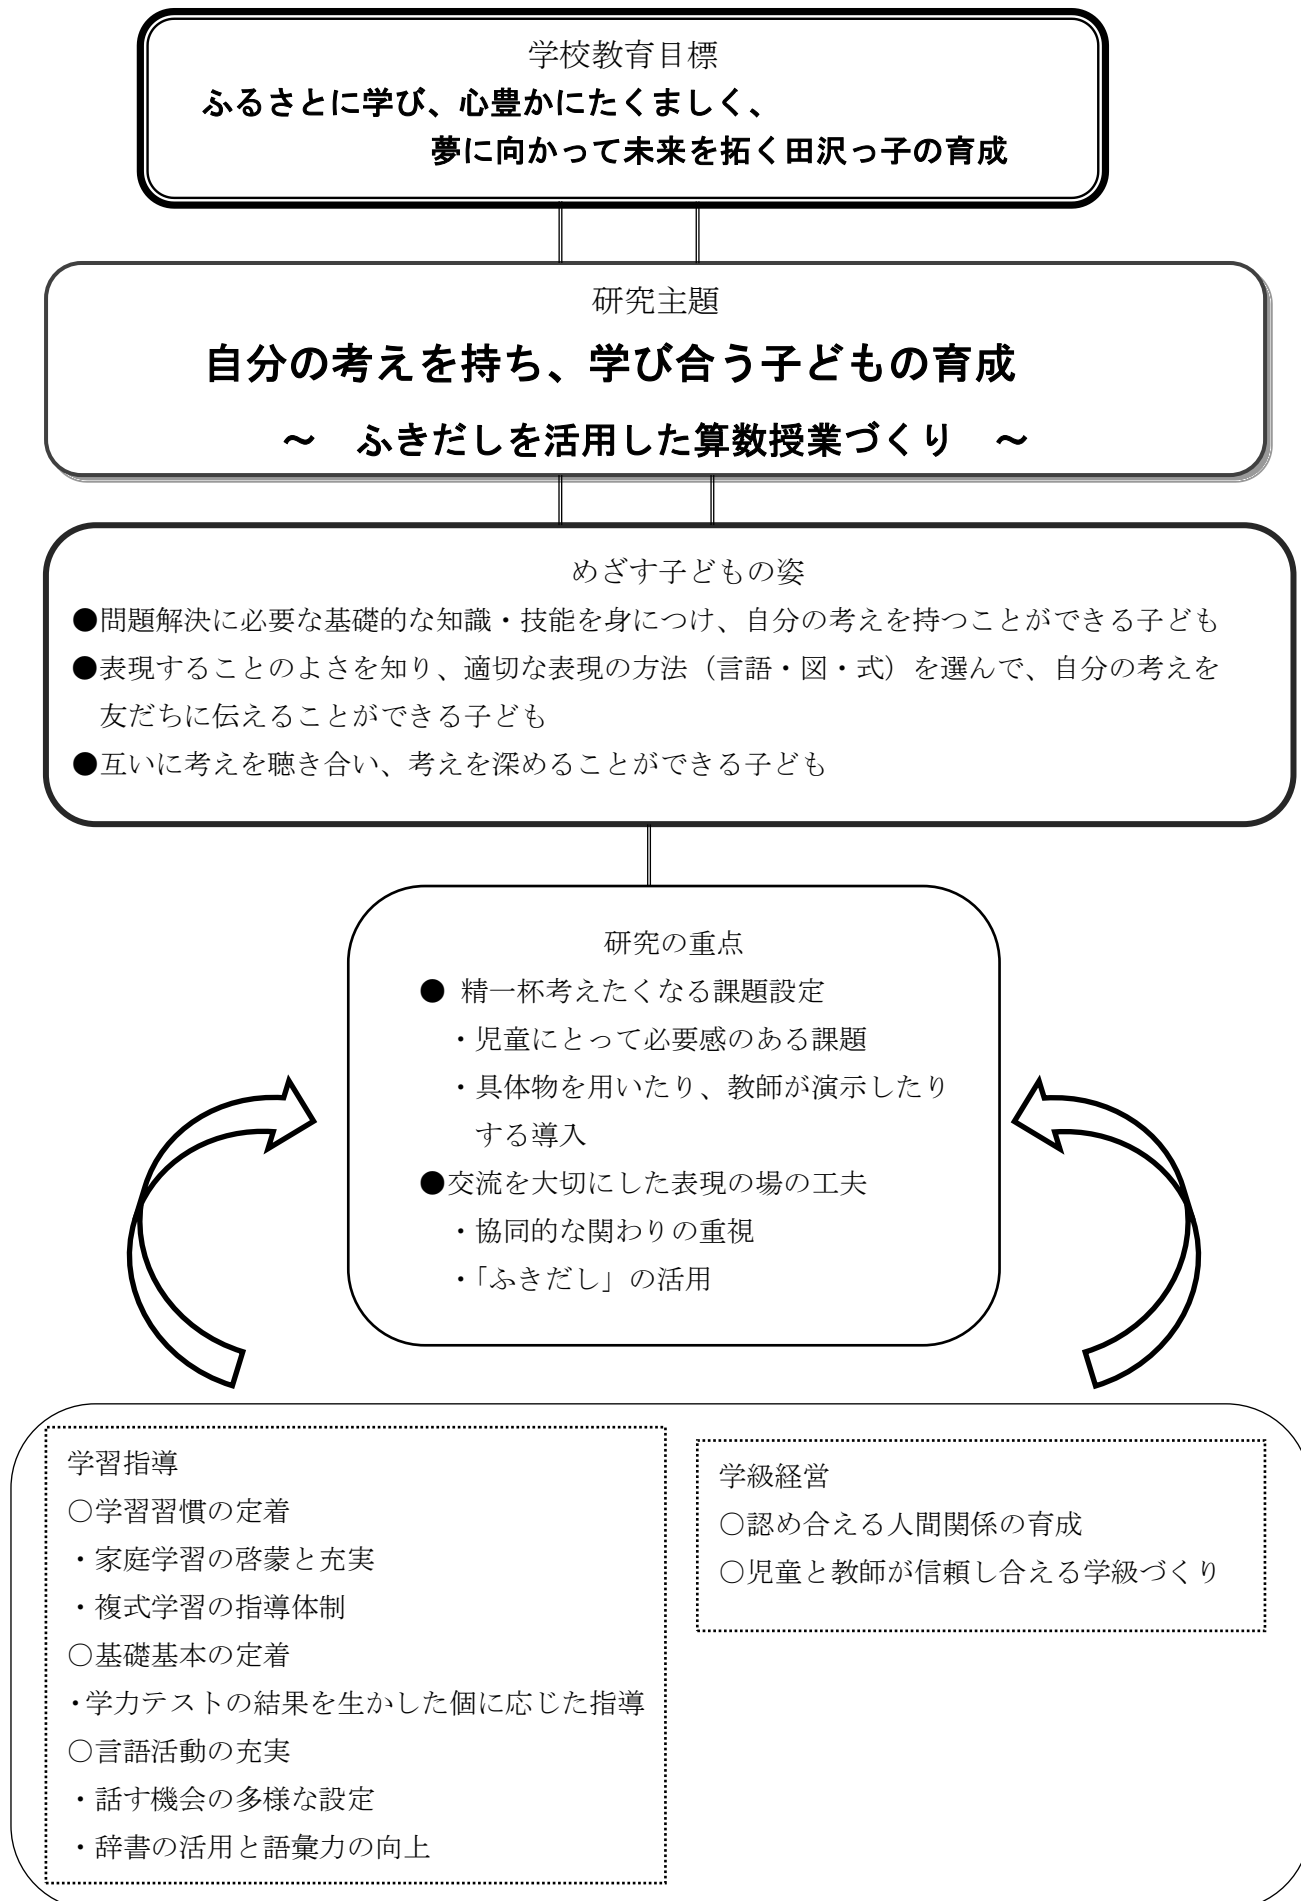 学校教育目標
ふるさとに学び、心豊かにたくましく、
夢に向かって未来を拓く田沢っ子の育成
研究主題
自分の考えを持ち、学び合う子どもの育成
～　ふきだしを活用した算数授業づくり　～
めざす子どもの姿
●問題解決に必要な基礎的な知識・技能を身につけ、自分の考えを持つことができる子ども
●表現することのよさを知り、適切な表現の方法（言語・図・式）を選んで、自分の考えを
友だちに伝えることができる子ども
●互いに考えを聴き合い、考えを深めることができる子ども
研究の重点
● 精一杯考えたくなる課題設定
・児童にとって必要感のある課題
・具体物を用いたり、教師が演示したり
する導入
●交流を大切にした表現の場の工夫
・協同的な関わりの重視
・「ふきだし」の活用
学習指導
○学習習慣の定着
・家庭学習の啓蒙と充実
・複式学習の指導体制
○基礎基本の定着
・学力テストの結果を生かした個に応じた指導
○言語活動の充実
・話す機会の多様な設定
・辞書の活用と語彙力の向上
学級経営
○認め合える人間関係の育成
○児童と教師が信頼し合える学級づくり